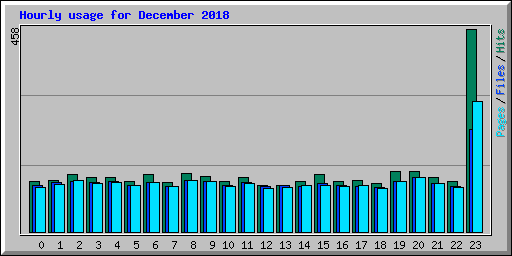 Hourly usage for December 2018
458
Pages / Files / Hits
0 1 2 3 4 5 6 7 8 9 10 11 12 13 14 15 16 17 18 19 20 21 22 23